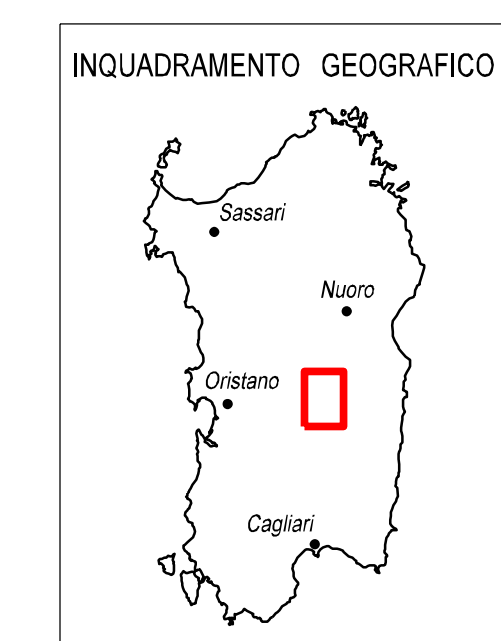 INQUADRAMENTO GEOGRAFICO
Sassari
Nuoro
Oristano
Cagliari